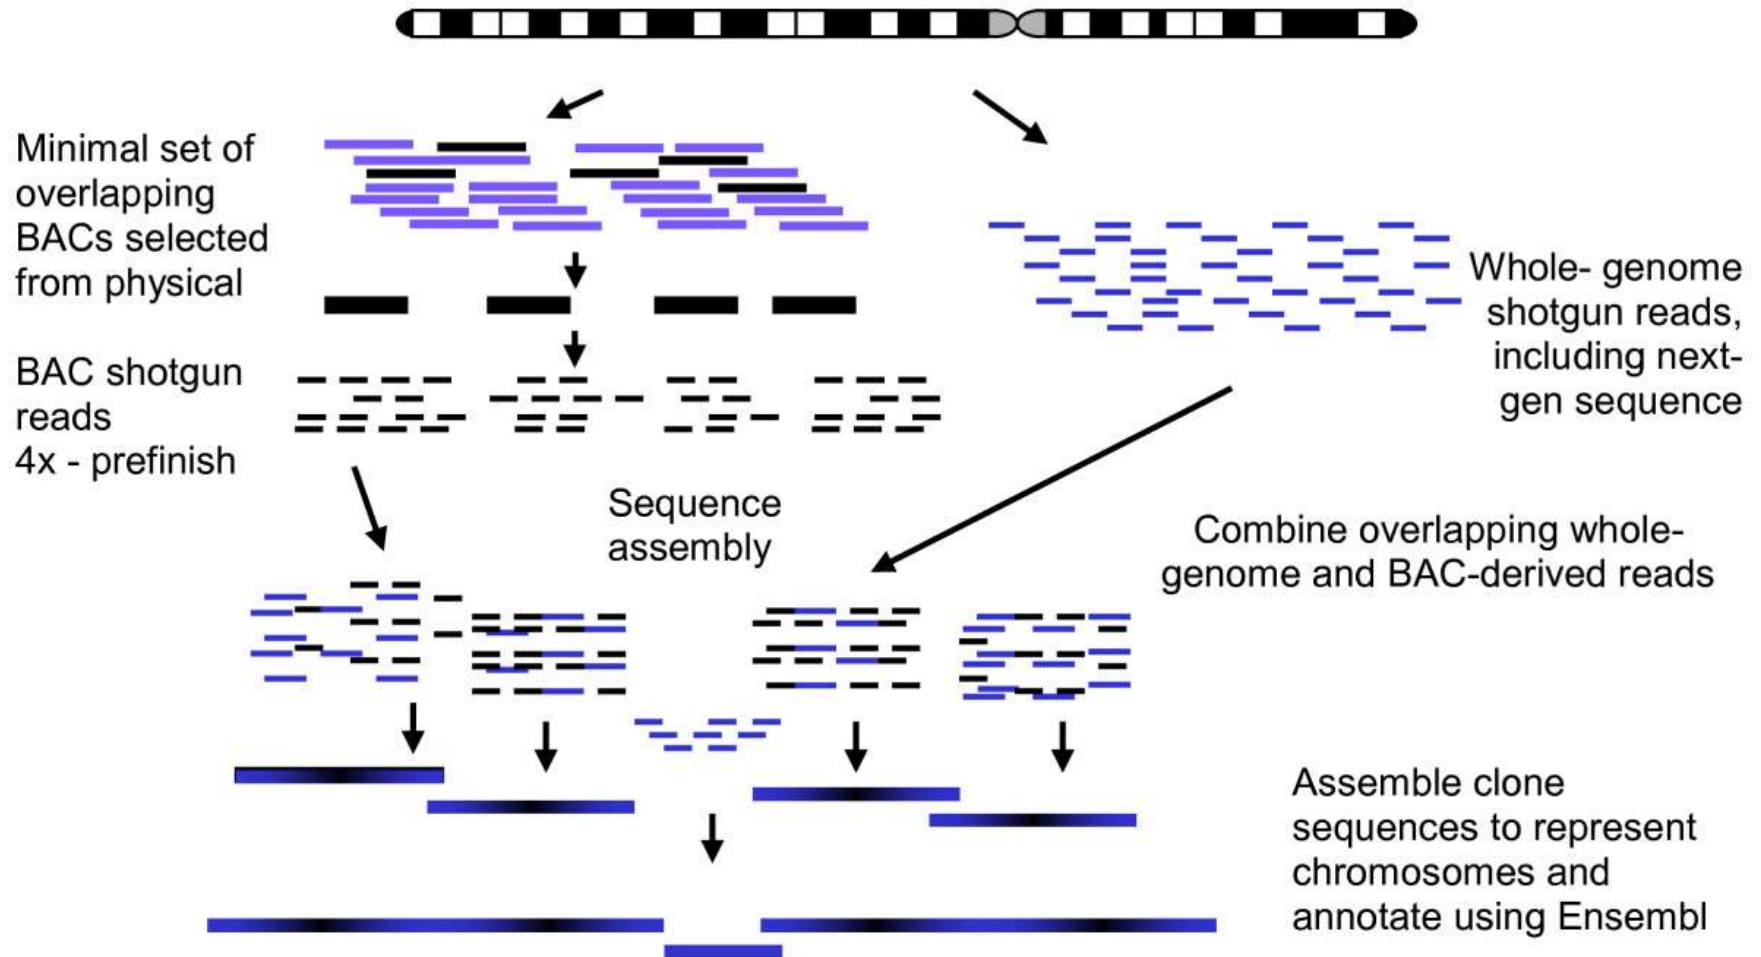 Minimal set of
overlapping
BACs selected
from physical
Whole- genome
shotgun reads,
including next-
gen sequence
BAC shotgun
reads
4x - prefinish
Sequence
assembly
Combine overlapping whole-
genome and BAC-derived reads
Assemble clone
sequences to represent
chromosomes and
annotate using Ensembl